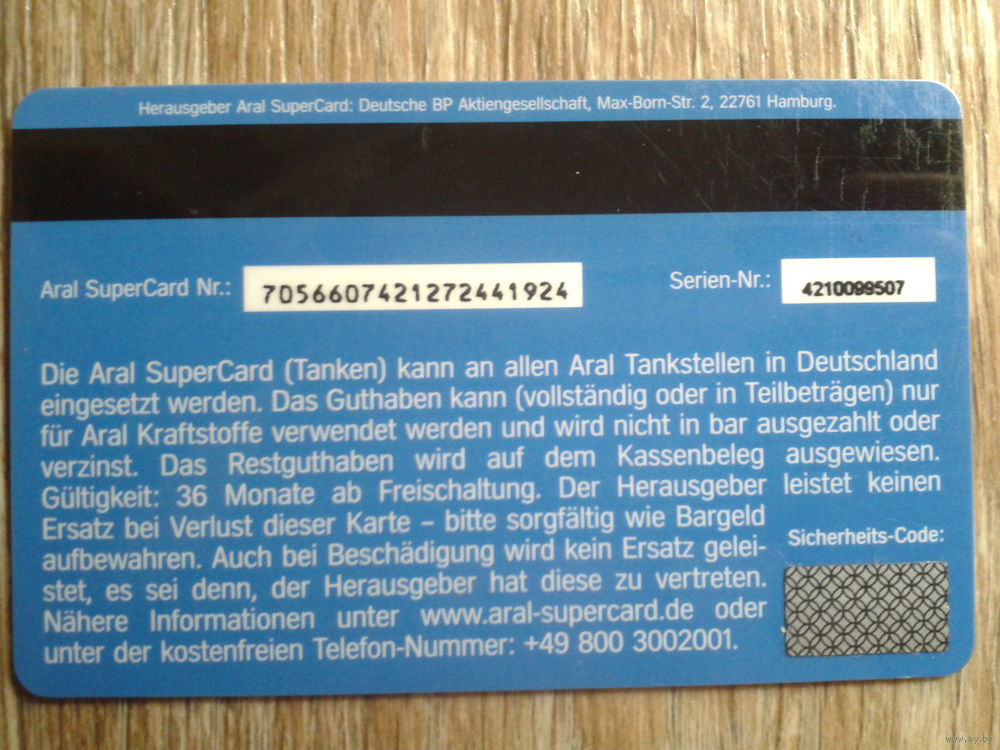 Herausgeber Aral SuperCard: Deutsche BP Aktiengesellschaft, Max-Born-Str. 2, 22761 Hamburg.
Aral SuperCard Nr.: 7056607421272441924 Serien-Nr.: 4210099507
Die Aral SuperCard (Tanken) kann an allen Aral Tankstellen in Deutschland
eingesetzt werden. Das Guthaben kann (vollständig oder in Teilbeträgen) nur
für Aral Kraftstoffe verwendet werden und wird nicht in bar ausgezahlt oder
verzinst. Das Restguthaben wird auf dem Kassenbeleg ausgewiesen.
Gültigkeit: 36 Monate ab Freischaltung. Der Herausgeber leistet keinen
Ersatz bei Verlust dieser Karte – bitte sorgfältig wie Bargeld
aufbewahren. Auch bei Beschädigung wird kein Ersatz gelei-
stet, es sei denn, der Herausgeber hat diese zu vertreten.
Nähere Informationen unter www.aral-supercard.de oder
unter der kostenfreien Telefon-Nummer: +49 800 3002001.
Sicherheits-Code:
www.ay.by